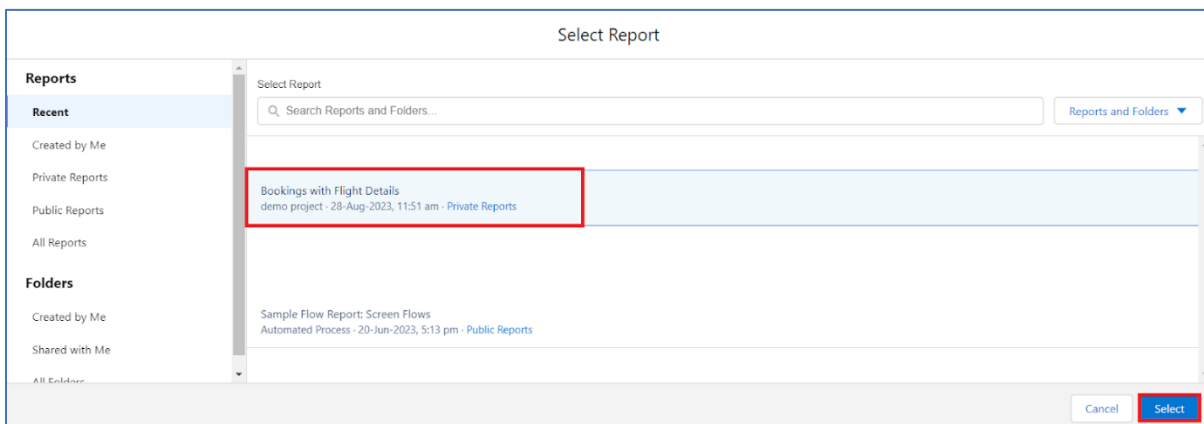 Select Report
Reports
Recent
Created by Me
Private Reports
Public Reports
All Reports
Folders
Created by Me
Shared with Me
All Folders
Select Report
Search Reports and Folders...
Reports and Folders
Bookings with Flight Details
demo project · 28-Aug-2023, 11:51 am · Private Reports
Sample Flow Report: Screen Flows
Automated Process · 20-Jun-2023, 5:13 pm · Public Reports
Cancel
Select